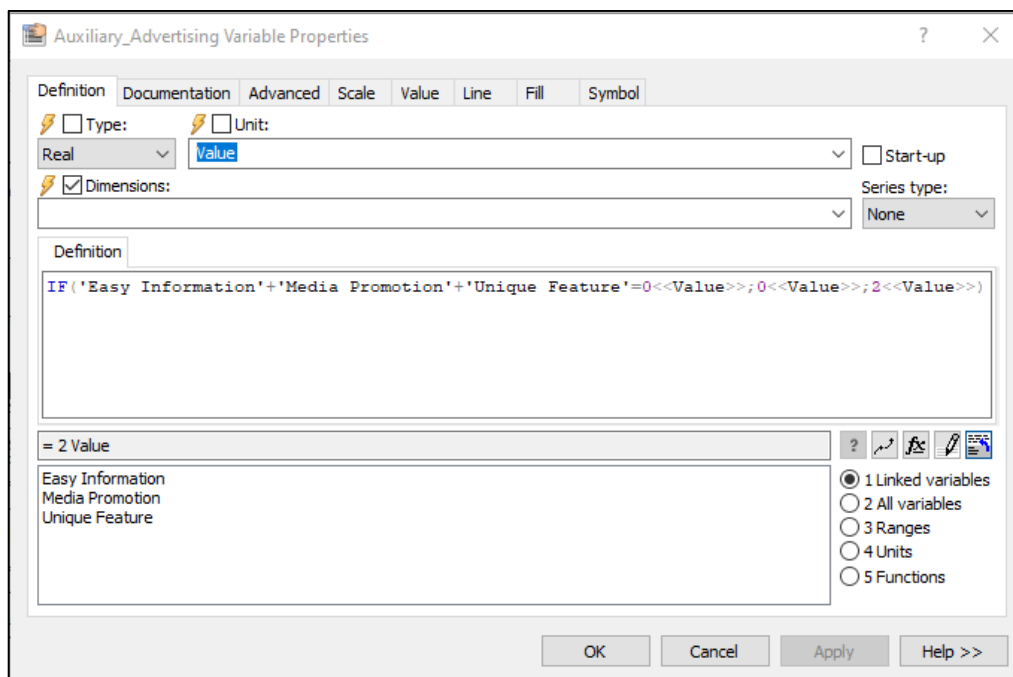 Auxiliary_Advertising Variable Properties ?
Definition Documentation Advanced Scale Value Line Fill Symbol
Type: Unit:
Real Value Start-up
Dimensions: Series type:
None
Definition
IF('Easy Information'+'Media Promotion'+'Unique Feature'=0<<Value>>;0<<Value>>;2<<Value>>)
= 2 Value ? fx
Easy Information
Media Promotion
Unique Feature
1 Linked variables
2 All variables
3 Ranges
4 Units
5 Functions
OK Cancel Apply Help >>